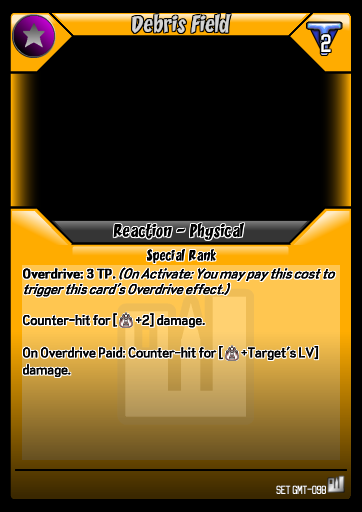 Debris Field
2
Reaction - Physical
Special Rank
Overdrive: 3 TP. (On Activate: You may pay this cost to
trigger this card's Overdrive effect.)
Counter-hit for [ +2] damage.
On Overdrive Paid: Counter-hit for [ +Target's LV]
damage.
SET GMT-098